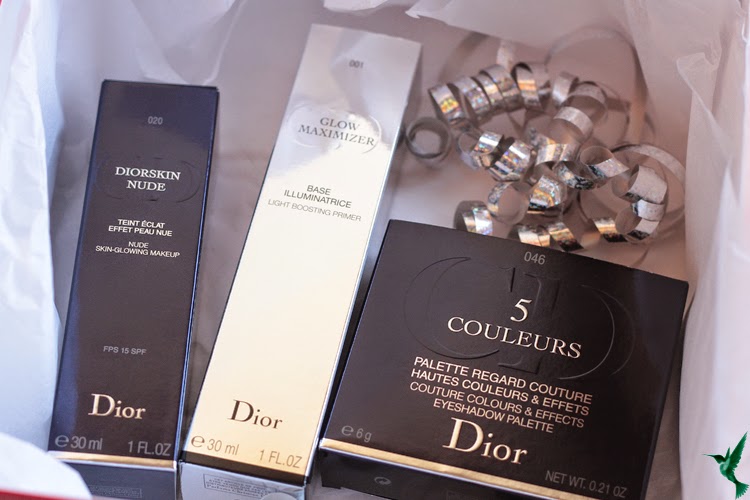 020
DIORSKIN
NUDE
TEINT ÉCLAT
EFFET PEAU NUE
NUDE
SKIN-GLOWING MAKEUP
FPS 15 SPF
Dior
℮ 30 ml 1 FL.OZ
001
GLOW
MAXIMIZER
BASE
ILLUMINATRICE
LIGHT BOOSTING PRIMER
Dior
℮ 30 ml 1 FL.OZ
046
5
COULEURS
PALETTE REGARD COUTURE
HAUTES COULEURS & EFFETS
COUTURE COLOURS & EFFECTS
EYESHADOW PALETTE
Dior
℮ 6 g NET WT. 0.21 OZ